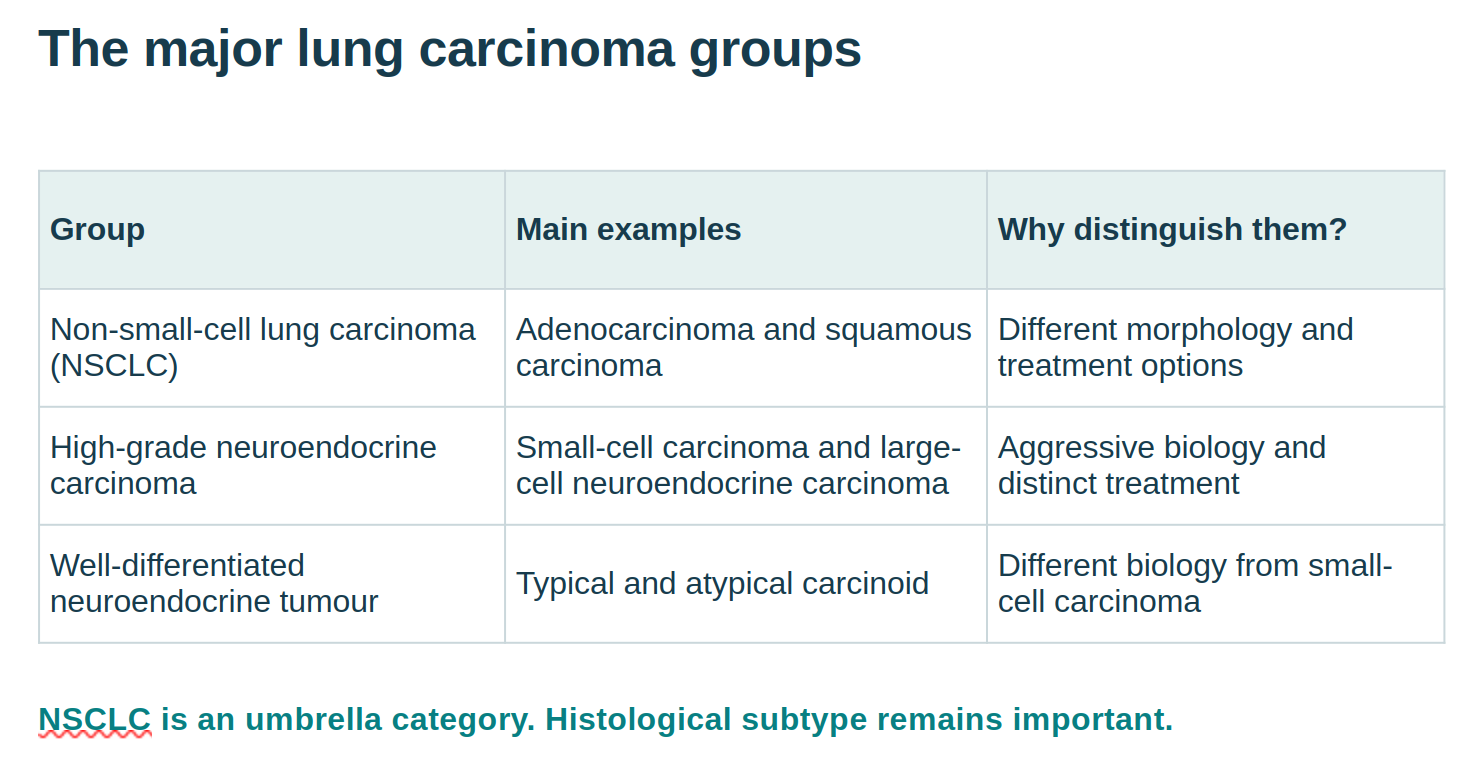 The major lung carcinoma groups
Group
Main examples
Why distinguish them?
Non-small-cell lung carcinoma
(NSCLC)
Adenocarcinoma and squamous
carcinoma
Different morphology and
treatment options
High-grade neuroendocrine
carcinoma
Small-cell carcinoma and large-
cell neuroendocrine carcinoma
Aggressive biology and
distinct treatment
Well-differentiated
neuroendocrine tumour
Typical and atypical carcinoid
Different biology from small-
cell carcinoma
NSCLC is an umbrella category. Histological subtype remains important.